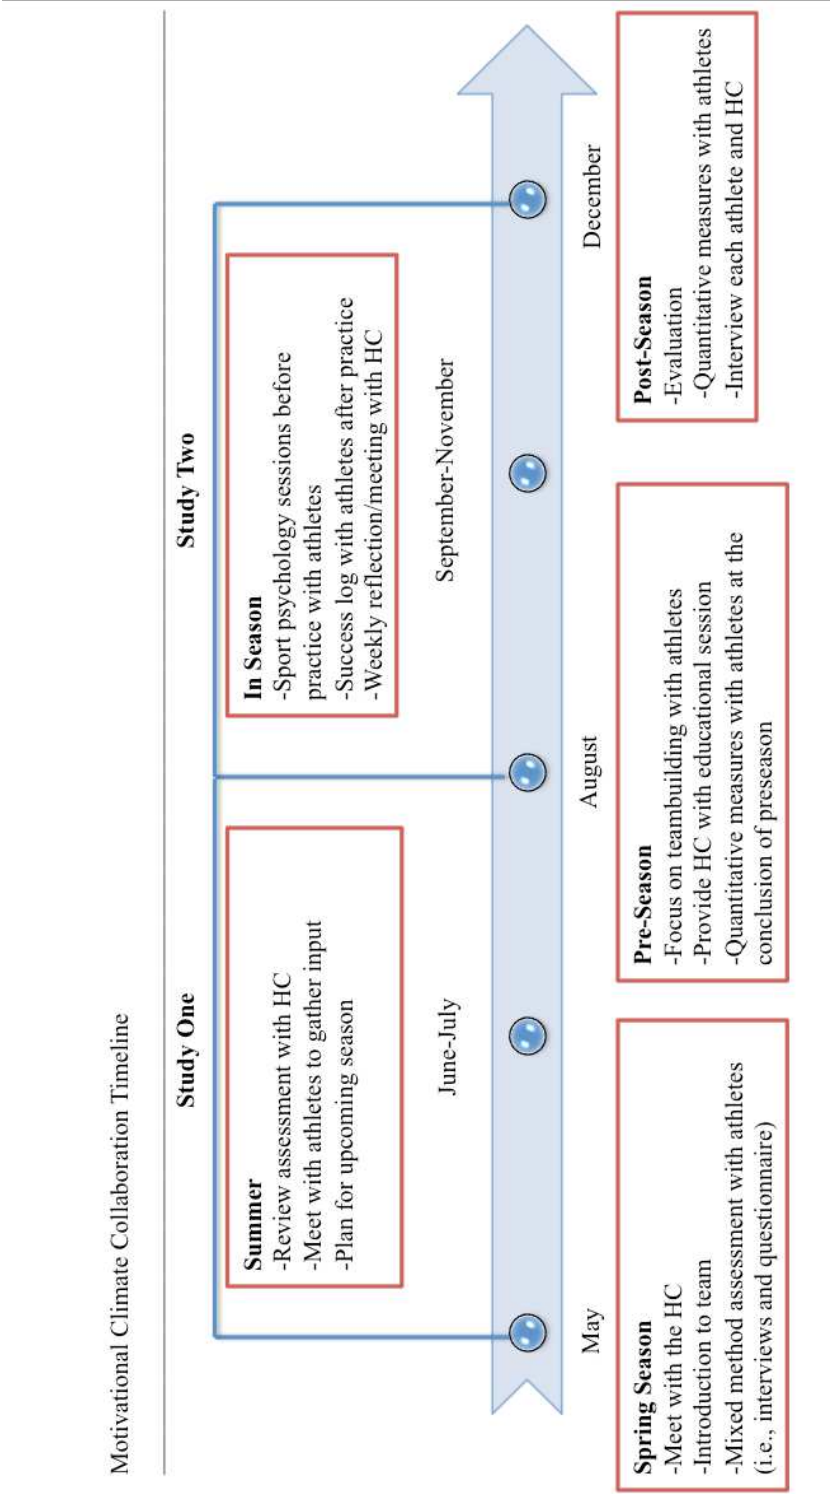 Motivational Climate Collaboration Timeline
Study One
Study Two
Summer
-Review assessment with HC
-Meet with athletes to gather input
-Plan for upcoming season
In Season
-Sport psychology sessions before
practice with athletes
-Success log with athletes after practice
-Weekly reflection/meeting with HC
June-July
September-November
May
August
December
Spring Season
-Meet with the HC
-Introduction to team
-Mixed method assessment with athletes
(i.e., interviews and questionnaire)
Pre-Season
-Focus on teambuilding with athletes
-Provide HC with educational session
-Quantitative measures with athletes at the
conclusion of preseason
Post-Season
-Evaluation
-Quantitative measures with athletes
-Interview each athlete and HC